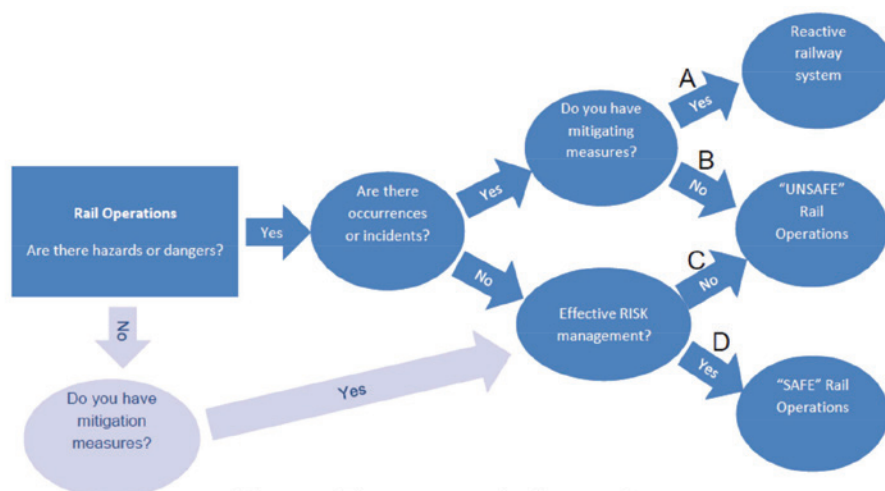 Rail Operations
Are there hazards or dangers?
Yes
No
Do you have
mitigation
measures?
Yes
Are there
occurrences
or incidents?
Yes
No
Do you have
mitigating
measures?
A
Yes
B
No
Effective RISK
management?
C
No
D
Yes
Reactive
railway
system
"UNSAFE"
Rail
Operations
"SAFE" Rail
Operations